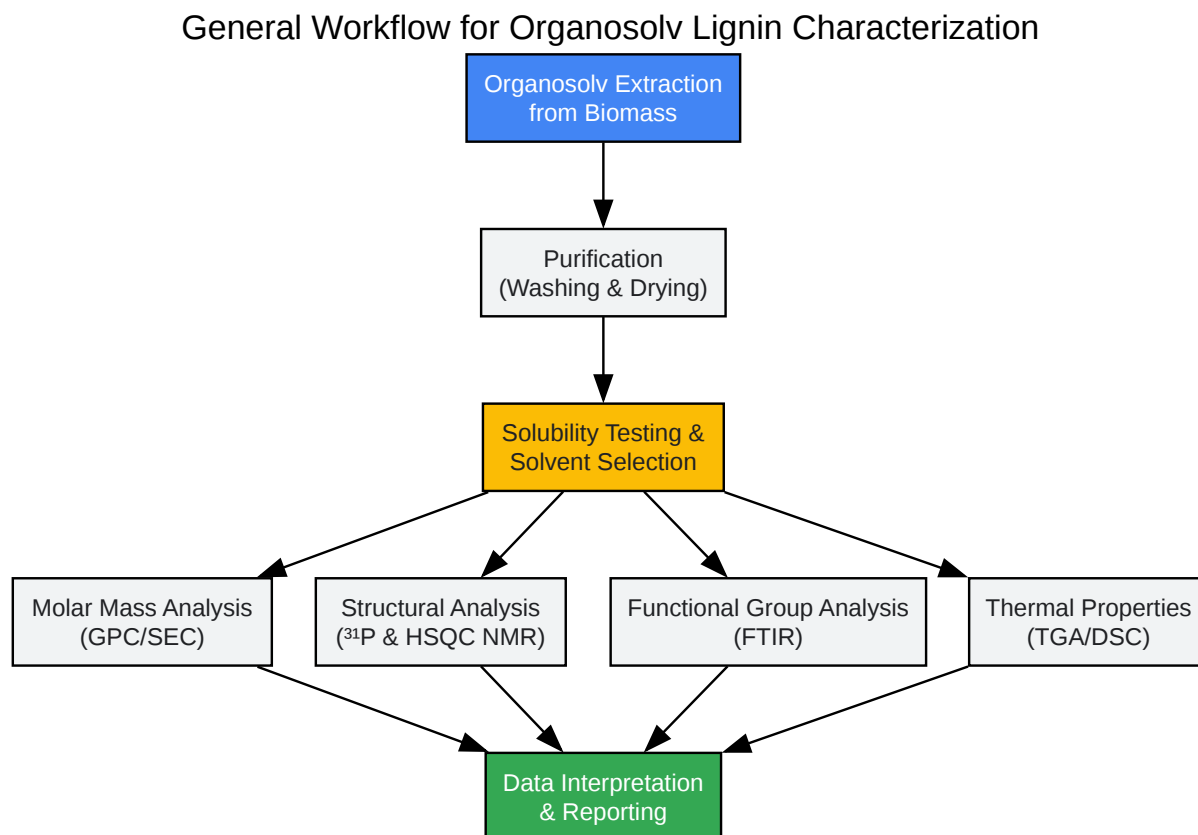 General Workflow for Organosolv Lignin Characterization
Organosolv Extraction
from Biomass
Purification
(Washing & Drying)
Solubility Testing &
Solvent Selection
Molar Mass Analysis
(GPC/SEC)
Structural Analysis
(³¹P & HSQC NMR)
Functional Group Analysis
(FTIR)
Thermal Properties
(TGA/DSC)
Data Interpretation
& Reporting